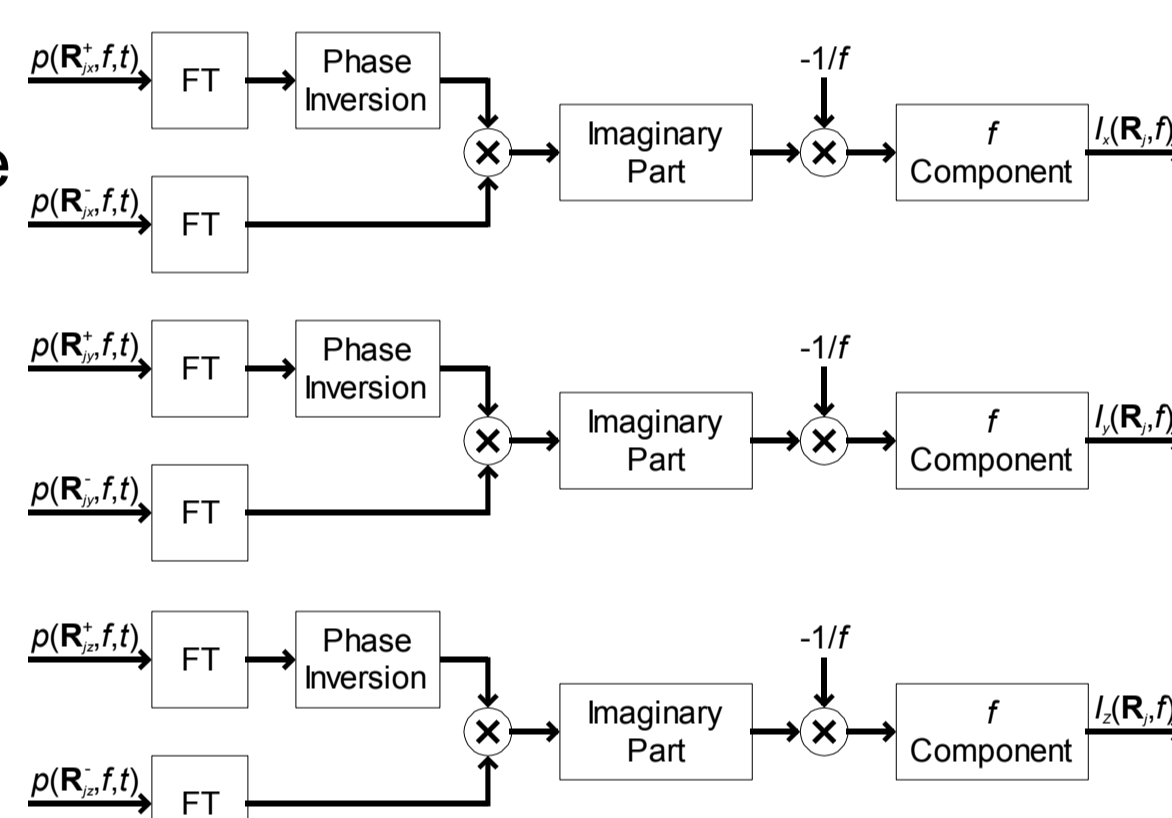 p(R⁺jx,f,t)
FT
Phase
Inversion
-1/f
Imaginary
Part
f
Component
Ix(Rj,f)
e
p(R⁻jx,f,t)
FT
p(R⁺jy,f,t)
FT
Phase
Inversion
-1/f
Imaginary
Part
f
Component
Iy(Rj,f)
p(R⁻jy,f,t)
FT
p(R⁺jz,f,t)
FT
Phase
Inversion
-1/f
Imaginary
Part
f
Component
Iz(Rj,f)
p(R⁻jz,f,t)
FT